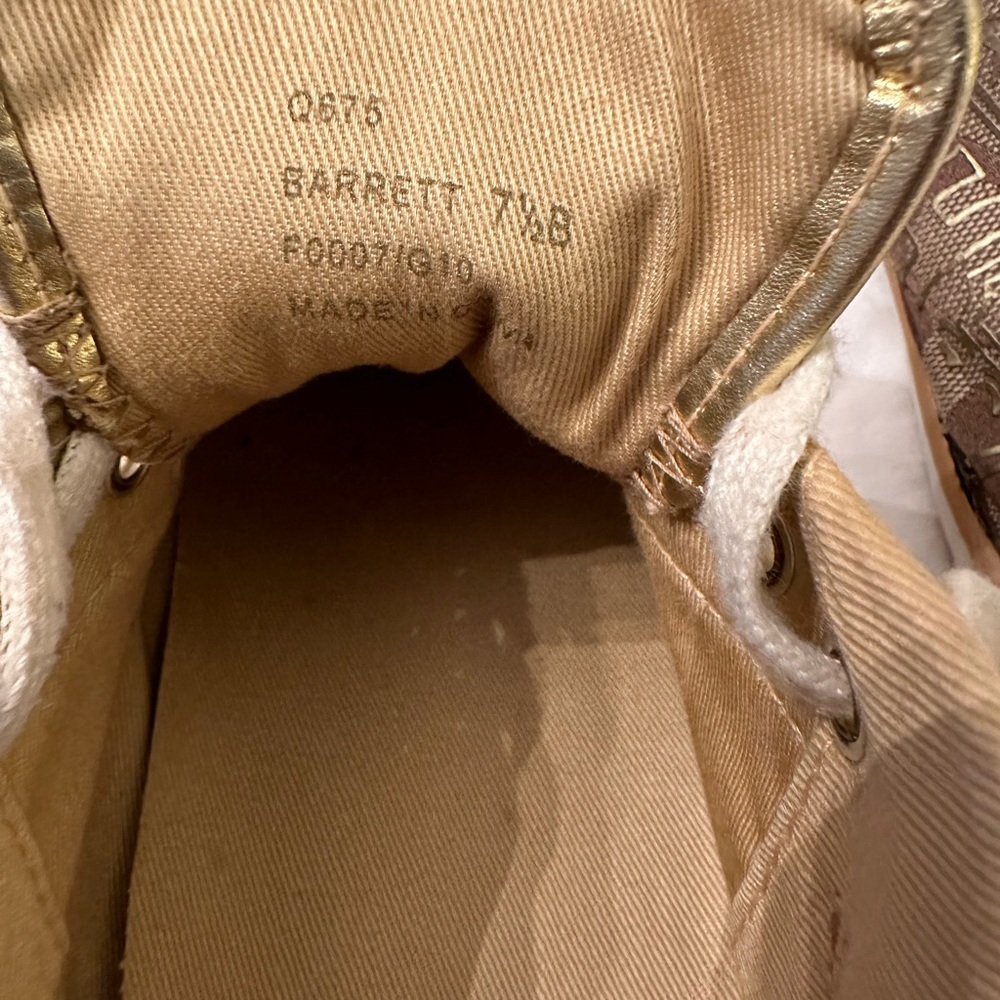 Q675
BARRETT 7½B
F0007/G10
MADE IN